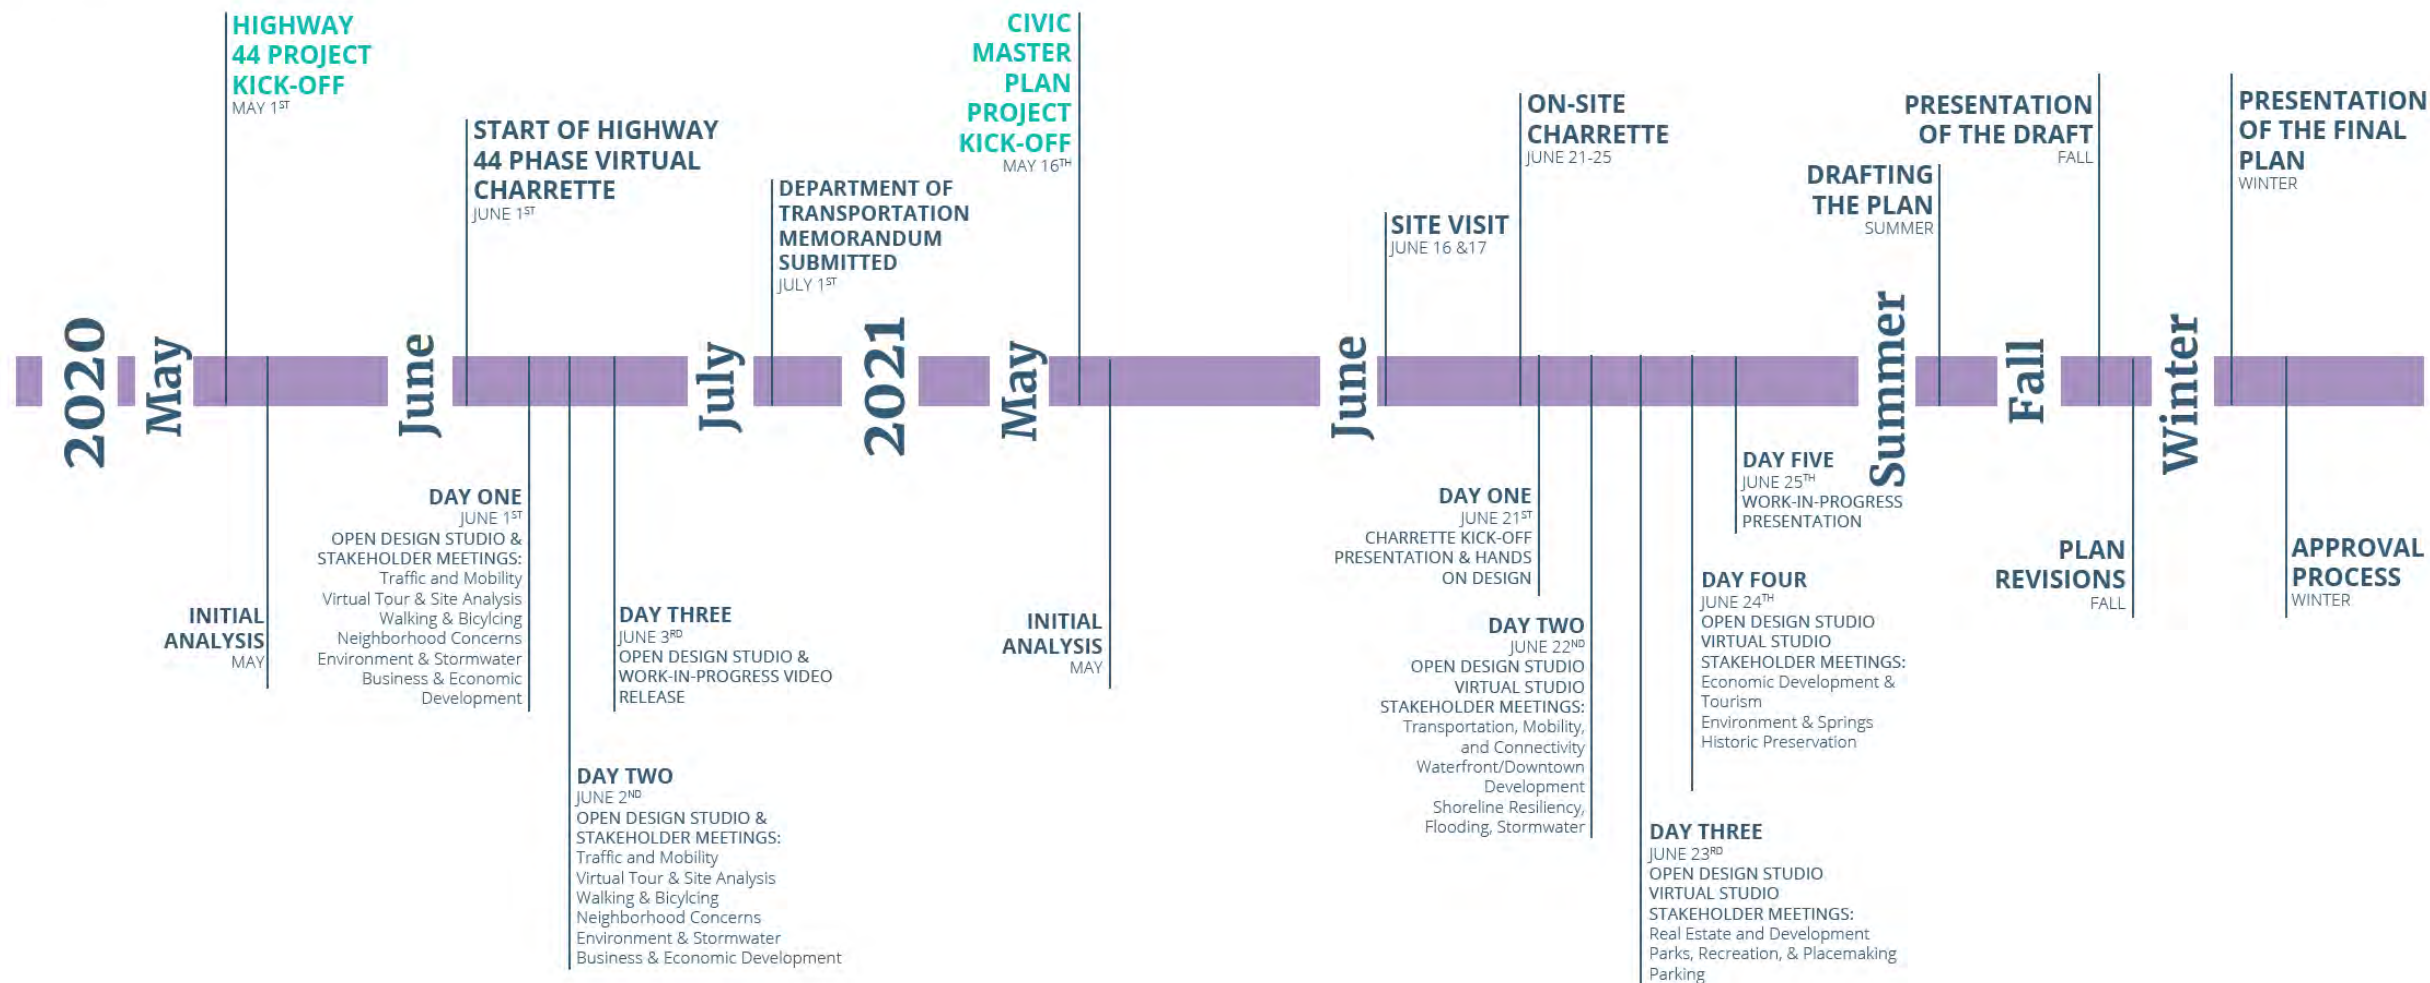 HIGHWAY
44 PROJECT
KICK-OFF
MAY 1ST
START OF HIGHWAY
44 PHASE VIRTUAL
CHARRETTE
JUNE 1ST
DEPARTMENT OF
TRANSPORTATION
MEMORANDUM
SUBMITTED
JULY 1ST
CIVIC
MASTER
PLAN
PROJECT
KICK-OFF
MAY 16TH
SITE VISIT
JUNE 16 &17
ON-SITE
CHARRETTE
JUNE 21-25
DRAFTING
THE PLAN
SUMMER
PRESENTATION
OF THE DRAFT
FALL
PRESENTATION
OF THE FINAL
PLAN
WINTER
2020
May
June
July
2021
May
June
Summer
Fall
Winter
INITIAL
ANALYSIS
MAY
DAY ONE
JUNE 1ST
OPEN DESIGN STUDIO &
STAKEHOLDER MEETINGS:
Traffic and Mobility
Virtual Tour & Site Analysis
Walking & Bicylcing
Neighborhood Concerns
Environment & Stormwater
Business & Economic
Development
DAY TWO
JUNE 2ND
OPEN DESIGN STUDIO &
STAKEHOLDER MEETINGS:
Traffic and Mobility
Virtual Tour & Site Analysis
Walking & Bicylcing
Neighborhood Concerns
Environment & Stormwater
Business & Economic Development
DAY THREE
JUNE 3RD
OPEN DESIGN STUDIO &
WORK-IN-PROGRESS VIDEO
RELEASE
INITIAL
ANALYSIS
MAY
DAY ONE
JUNE 21ST
CHARRETTE KICK-OFF
PRESENTATION & HANDS
ON DESIGN
DAY TWO
JUNE 22ND
OPEN DESIGN STUDIO
VIRTUAL STUDIO
STAKEHOLDER MEETINGS:
Transportation, Mobility,
and Connectivity
Waterfront/Downtown
Development
Shoreline Resiliency,
Flooding, Stormwater
DAY THREE
JUNE 23RD
OPEN DESIGN STUDIO
VIRTUAL STUDIO
STAKEHOLDER MEETINGS:
Real Estate and Development
Parks, Recreation, & Placemaking
Parking
DAY FOUR
JUNE 24TH
OPEN DESIGN STUDIO
VIRTUAL STUDIO
STAKEHOLDER MEETINGS:
Economic Development &
Tourism
Environment & Springs
Historic Preservation
DAY FIVE
JUNE 25TH
WORK-IN-PROGRESS
PRESENTATION
PLAN
REVISIONS
FALL
APPROVAL
PROCESS
WINTER